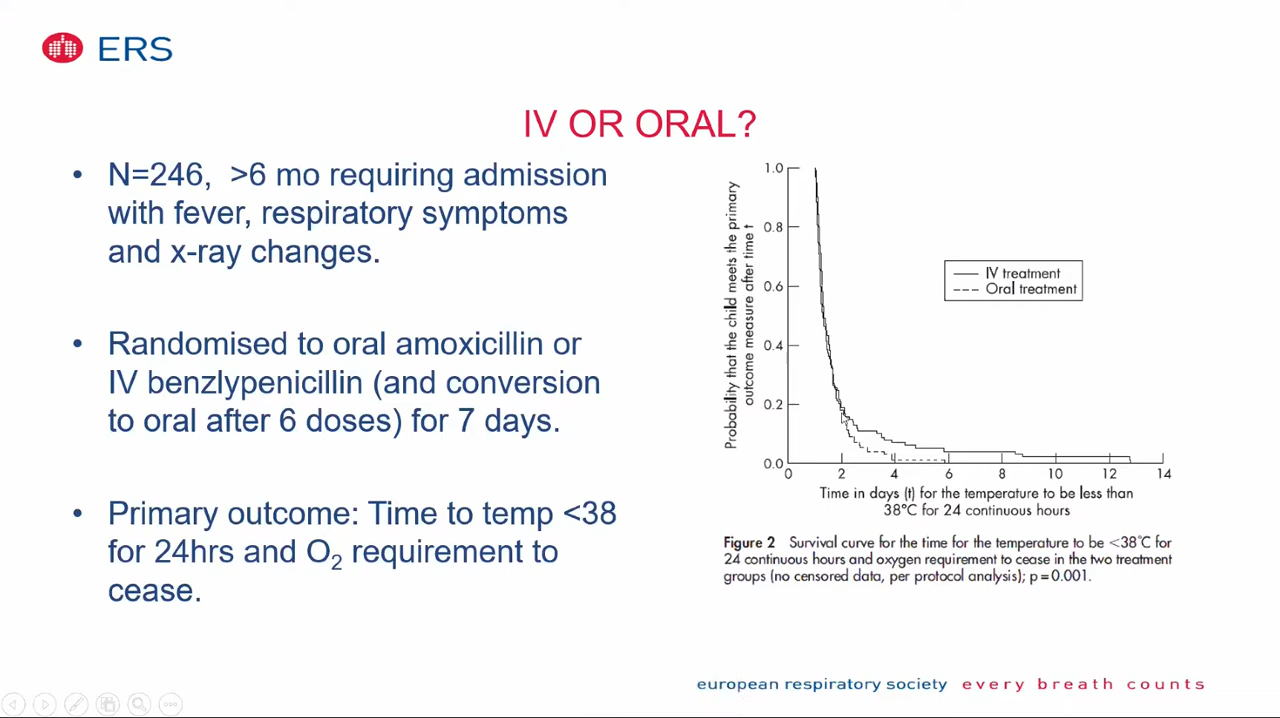 ERS
IV OR ORAL?
• N=246, >6 mo requiring admission
with fever, respiratory symptoms
and x-ray changes.
• Randomised to oral amoxicillin or
IV benzlypenicillin (and conversion
to oral after 6 doses) for 7 days.
• Primary outcome: Time to temp <38
for 24hrs and O₂ requirement to
cease.
Probability that the child meets the primary
outcome measure after time t
1.0
0.8
0.6
0.4
0.2
0.0
IV treatment
Oral treatment
0 2 4 6 8 10 12 14
Time in days (t) for the temperature to be less than
38°C for 24 continuous hours
Figure 2 Survival curve for the time for the temperature to be <38°C for
24 continuous hours and oxygen requirement to cease in the two treatment
groups (no censored data, per protocol analysis); p=0.001.
european respiratory society every breath counts